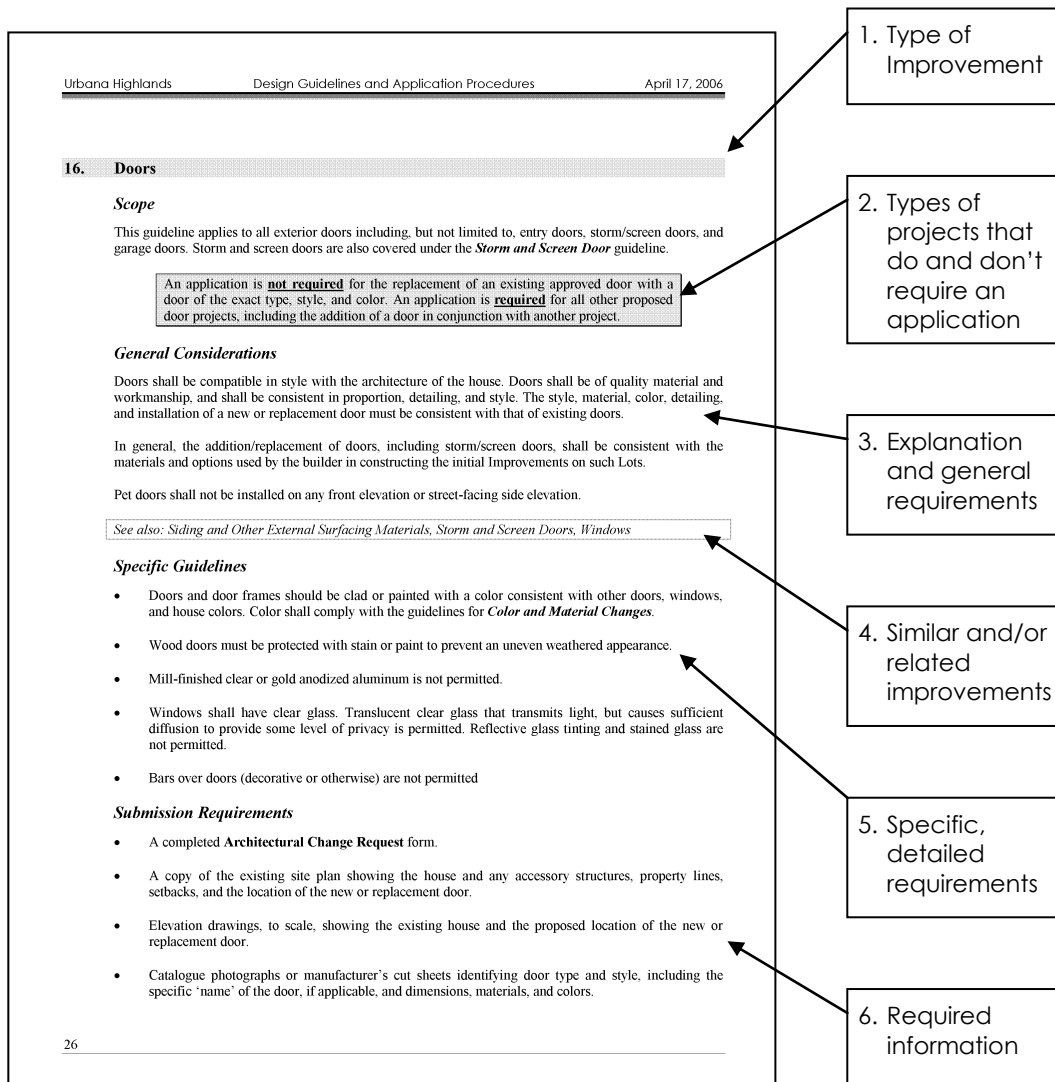 Urbana Highlands Design Guidelines and Application Procedures April 17, 2006
16. Doors
Scope
This guideline applies to all exterior doors including, but not limited to, entry doors, storm/screen doors, and
garage doors. Storm and screen doors are also covered under the Storm and Screen Door guideline.
An application is not required for the replacement of an existing approved door with a
door of the exact type, style, and color. An application is required for all other proposed
door projects, including the addition of a door in conjunction with another project.
General Considerations
Doors shall be compatible in style with the architecture of the house. Doors shall be of quality material and
workmanship, and shall be consistent in proportion, detailing, and style. The style, material, color, detailing,
and installation of a new or replacement door must be consistent with that of existing doors.
In general, the addition/replacement of doors, including storm/screen doors, shall be consistent with the
materials and options used by the builder in constructing the initial Improvements on such Lots.
Pet doors shall not be installed on any front elevation or street-facing side elevation.
See also: Siding and Other External Surfacing Materials, Storm and Screen Doors, Windows
Specific Guidelines
• Doors and door frames should be clad or painted with a color consistent with other doors, windows,
and house colors. Color shall comply with the guidelines for Color and Material Changes.
• Wood doors must be protected with stain or paint to prevent an uneven weathered appearance.
• Mill-finished clear or gold anodized aluminum is not permitted.
• Windows shall have clear glass. Translucent clear glass that transmits light, but causes sufficient
diffusion to provide some level of privacy is permitted. Reflective glass tinting and stained glass are
not permitted.
• Bars over doors (decorative or otherwise) are not permitted
Submission Requirements
• A completed Architectural Change Request form.
• A copy of the existing site plan showing the house and any accessory structures, property lines,
setbacks, and the location of the new or replacement door.
• Elevation drawings, to scale, showing the existing house and the proposed location of the new or
replacement door.
• Catalogue photographs or manufacturer's cut sheets identifying door type and style, including the
specific 'name' of the door, if applicable, and dimensions, materials, and colors.
26
1. Type of
Improvement
2. Types of
projects that
do and don't
require an
application
3. Explanation
and general
requirements
4. Similar and/or
related
improvements
5. Specific,
detailed
requirements
6. Required
information